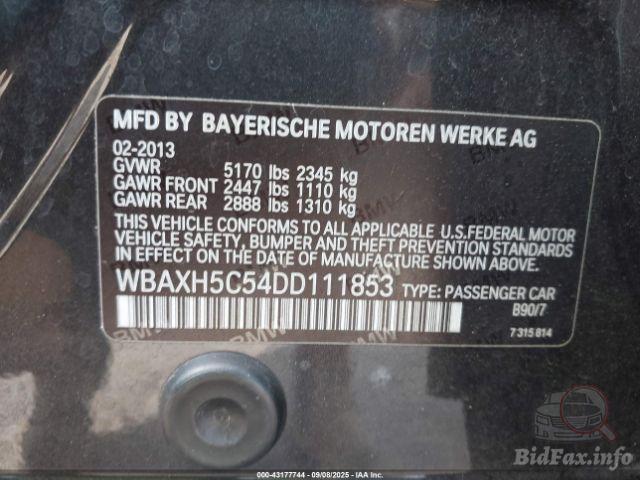 MFD BY BAYERISCHE MOTOREN WERKE AG
02-2013
GVWR 5170 lbs 2345 kg
GAWR FRONT 2447 lbs 1110 kg
GAWR REAR 2888 lbs 1310 kg
THIS VEHICLE CONFORMS TO ALL APPLICABLE U.S.FEDERAL MOTOR
VEHICLE SAFETY, BUMPER AND THEFT PREVENTION STANDARDS
IN EFFECT ON THE DATE OF MANUFACTURE SHOWN ABOVE.
WBAXH5C54DD111853 TYPE: PASSENGER CAR
B90/7
7 315 814
BidFax.info
000-43177744 - 09/08/2025 - IAA Inc.